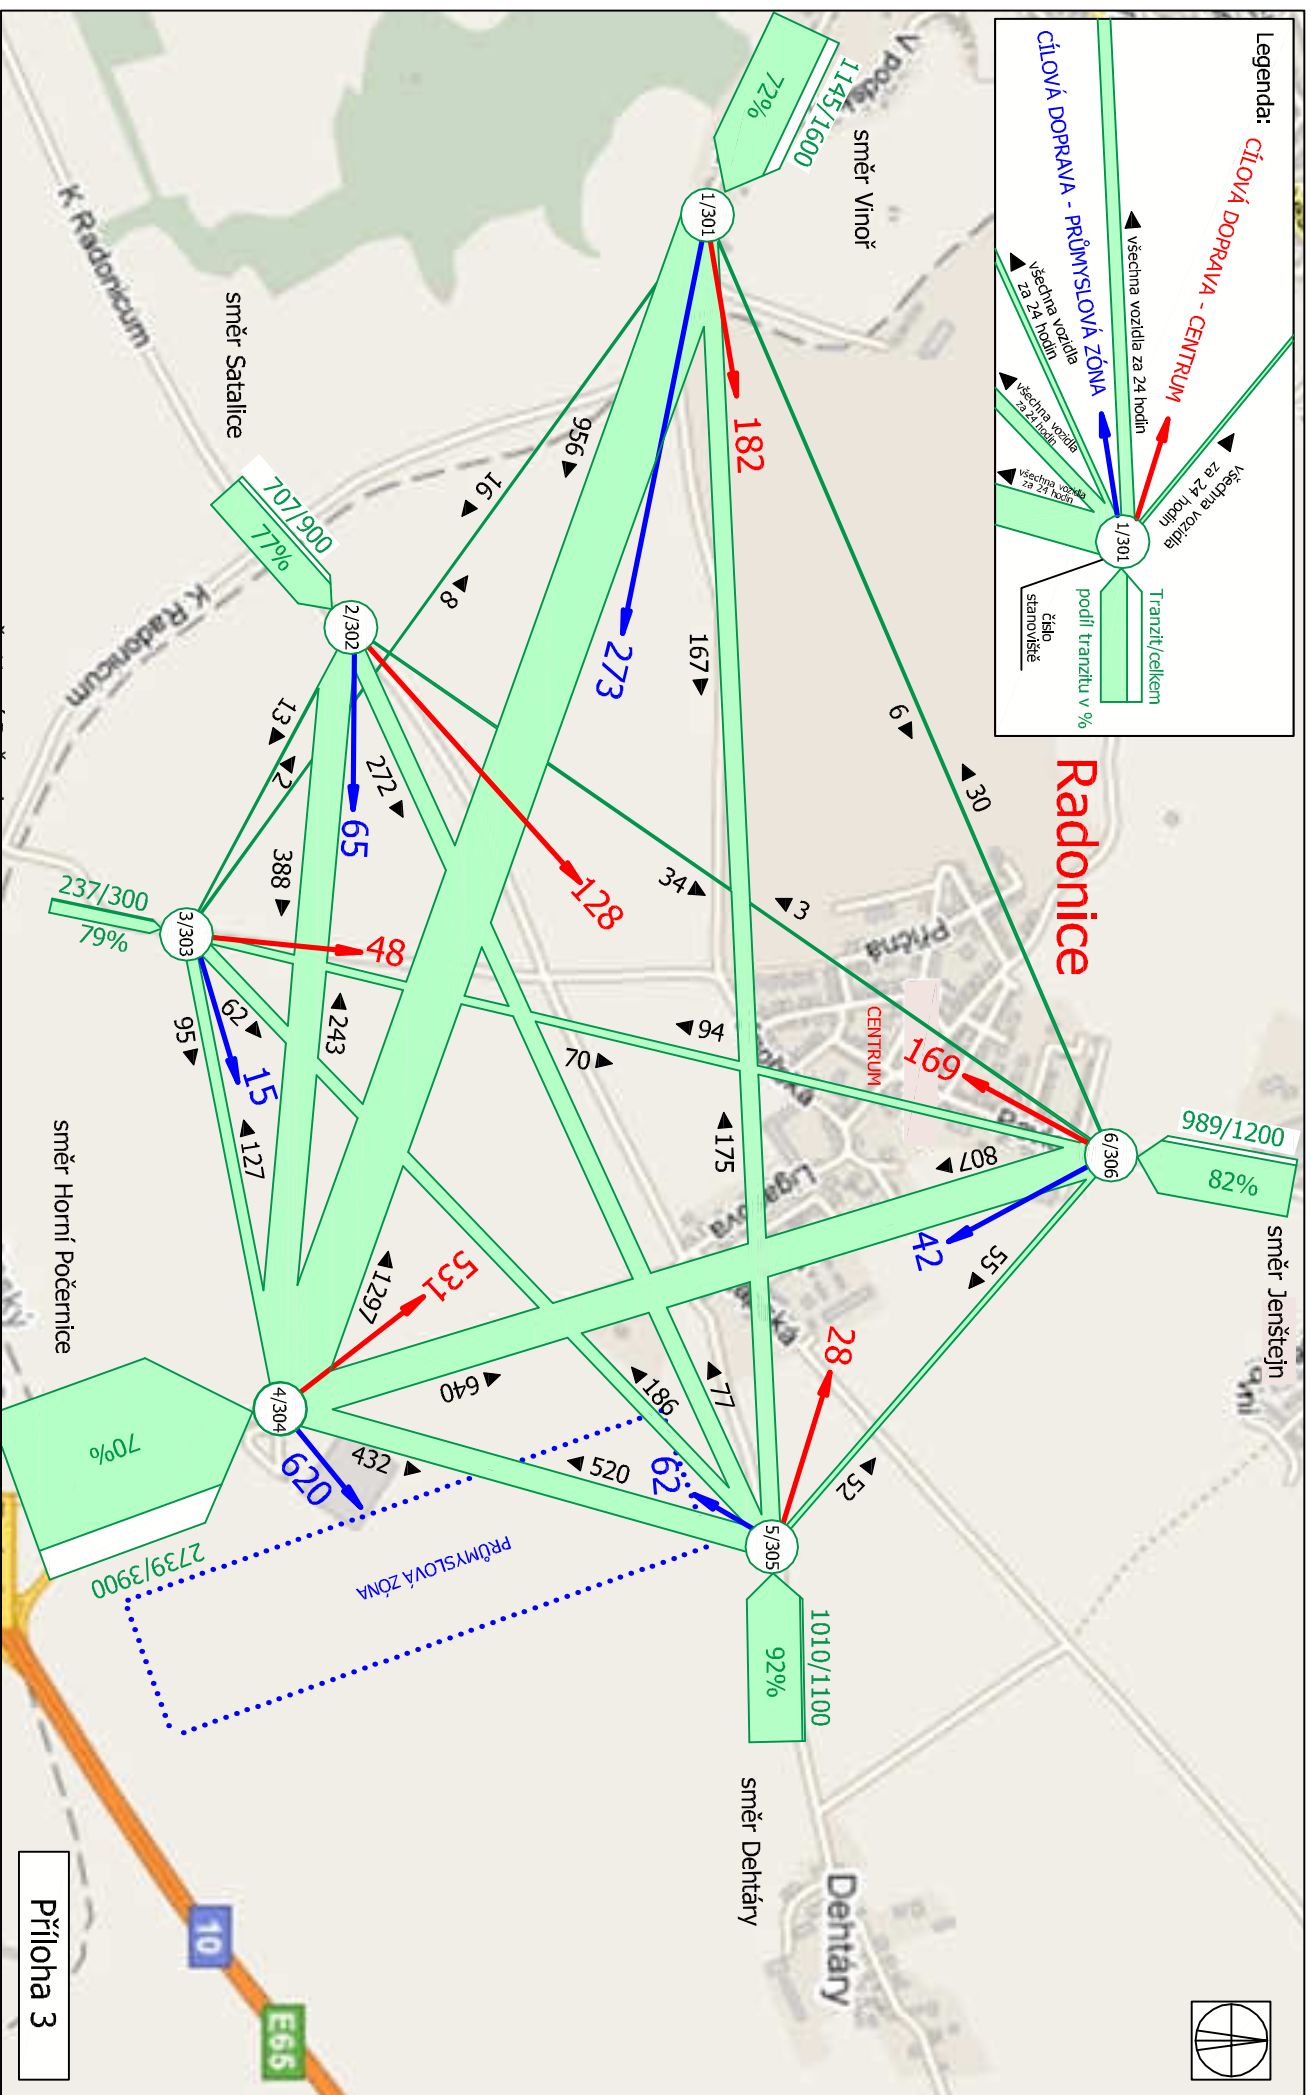 Legenda:
CÍLOVÁ DOPRAVA - CENTRUM
CÍLOVÁ DOPRAVA - PRŮMYSLOVÁ ZÓNA
všechna vozidla za 24 hodin
všechna vozidla
za 24 hodin
všechna vozidla
za 24 hodin
všechna vozidla
za 24 hodin
všechna vozidla
za 24 hodin
1/301
číslo
stanoviště
Tranzit/celkem
podíl tranzitu v %
Radonice
směr Vinoř
1145/1600
72%
1/301
182
273
956
16
8
167
6
30
K Radonicum
směr Satalice
707/900
77%
2/302
128
65
272
388
13
2
34
3
K Radonicum
237/300
79%
3/303
48
15
62
95
70
94
243
127
směr Horní Počernice
2739/3900
70%
4/304
531
620
1297
640
432
směr Dehtáry
1010/1100
92%
5/305
28
62
175
77
186
520
52
směr Jenštejn
989/1200
82%
6/306
169
42
807
55
CENTRUM
PRŮMYSLOVÁ ZÓNA
Příčná
Dehtáry
10
E65
Příloha 3